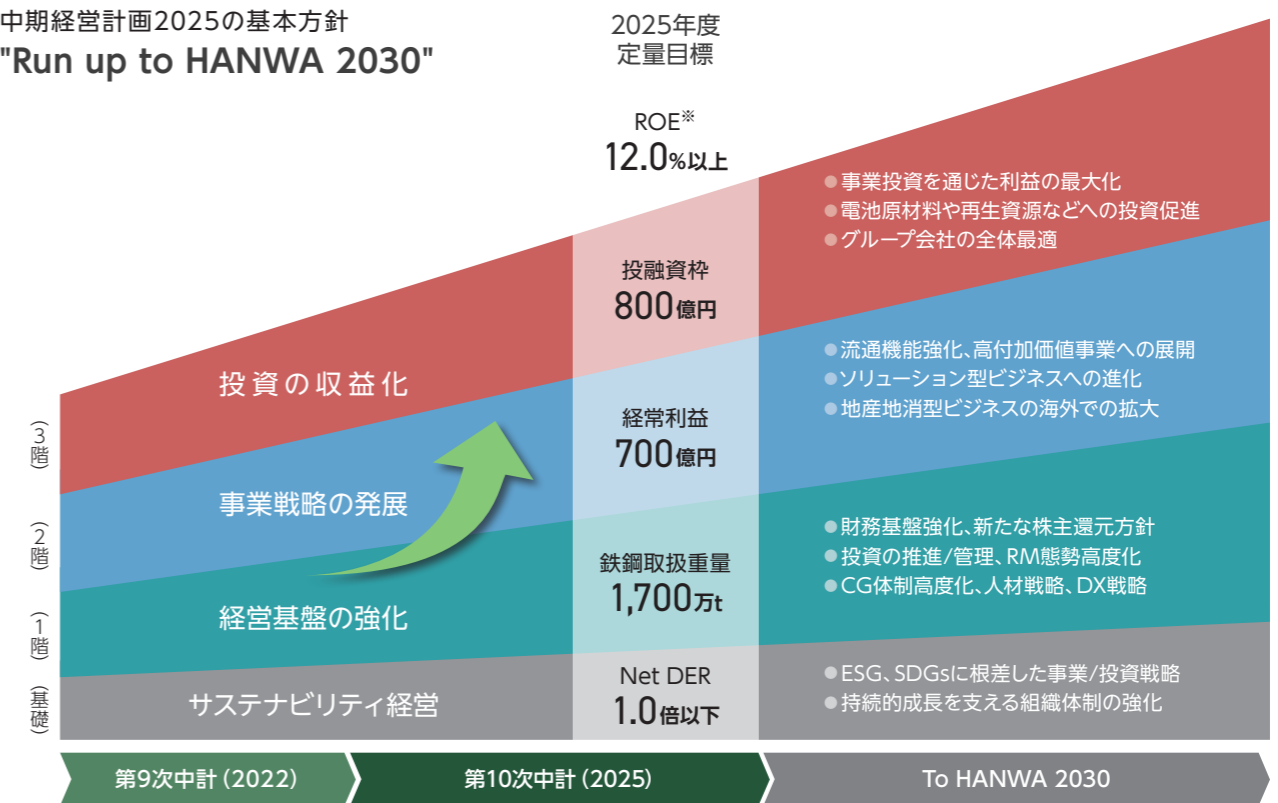 中期経営計画2025の基本方針
"Run up to HANWA 2030"
2025年度
定量目標
ROE※
12.0%以上
投融資枠
800億円
経常利益
700億円
鉄鋼取扱重量
1,700万t
Net DER
1.0倍以下
(3階)
投資の収益化
●事業投資を通じた利益の最大化
●電池原材料や再生資源などへの投資促進
●グループ会社の全体最適
(2階)
事業戦略の発展
●流通機能強化、高付加価値事業への展開
●ソリューション型ビジネスへの進化
●地産地消型ビジネスの海外での拡大
(1階)
経営基盤の強化
●財務基盤強化、新たな株主還元方針
●投資の推進/管理、RM態勢高度化
●CG体制高度化、人材戦略、DX戦略
(基礎)
サステナビリティ経営
●ESG、SDGsに根差した事業/投資戦略
●持続的成長を支える組織体制の強化
第9次中計(2022)
第10次中計(2025)
To HANWA 2030